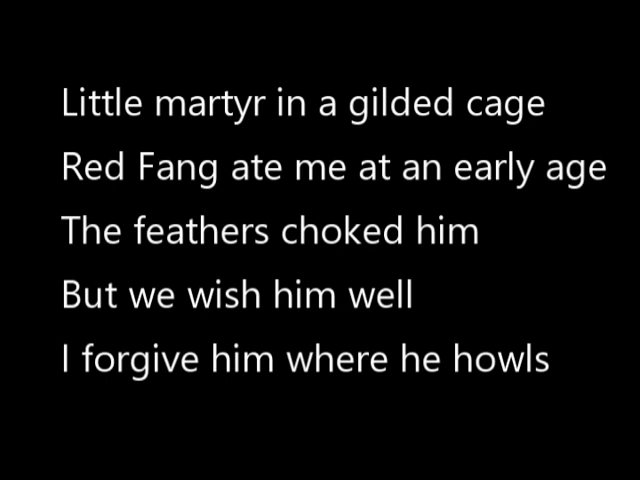 Little martyr in a gilded cage
Red Fang ate me at an early age
The feathers choked him
But we wish him well
I forgive him where he howls